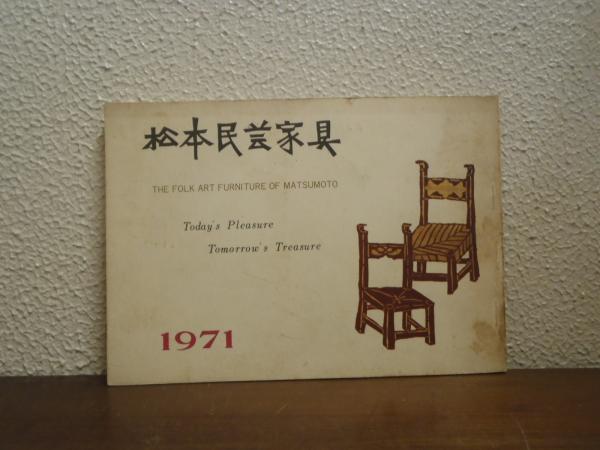 松本民芸家具
THE FOLK ART FURNITURE OF MATSUMOTO
Today's Pleasure
Tomorrow's Treasure
1971